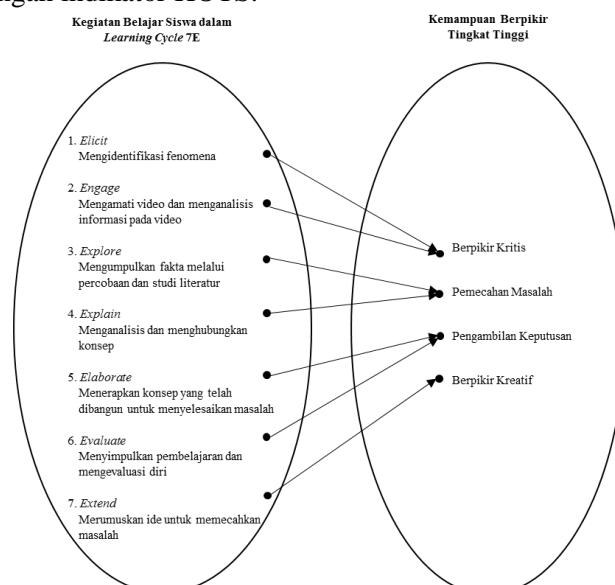 ngan indikator HOTS.
Kegiatan Belajar Siswa dalam
Learning Cycle 7E
Kemampuan Berpikir
Tingkat Tinggi
1. Elicit
Mengidentifikasi fenomena
2. Engage
Mengamati video dan menganalisis
informasi pada video
3. Explore
Mengumpulkan fakta melalui
percobaan dan studi literatur
4. Explain
Menganalisis dan menghubungkan
konsep
5. Elaborate
Menerapkan konsep yang telah
dibangun untuk menyelesaikan masalah
6. Evaluate
Menyimpulkan pembelajaran dan
mengevaluasi diri
7. Extend
Merumuskan ide untuk memecahkan
masalah
Berpikir Kritis
Pemecahan Masalah
Pengambilan Keputusan
Berpikir Kreatif